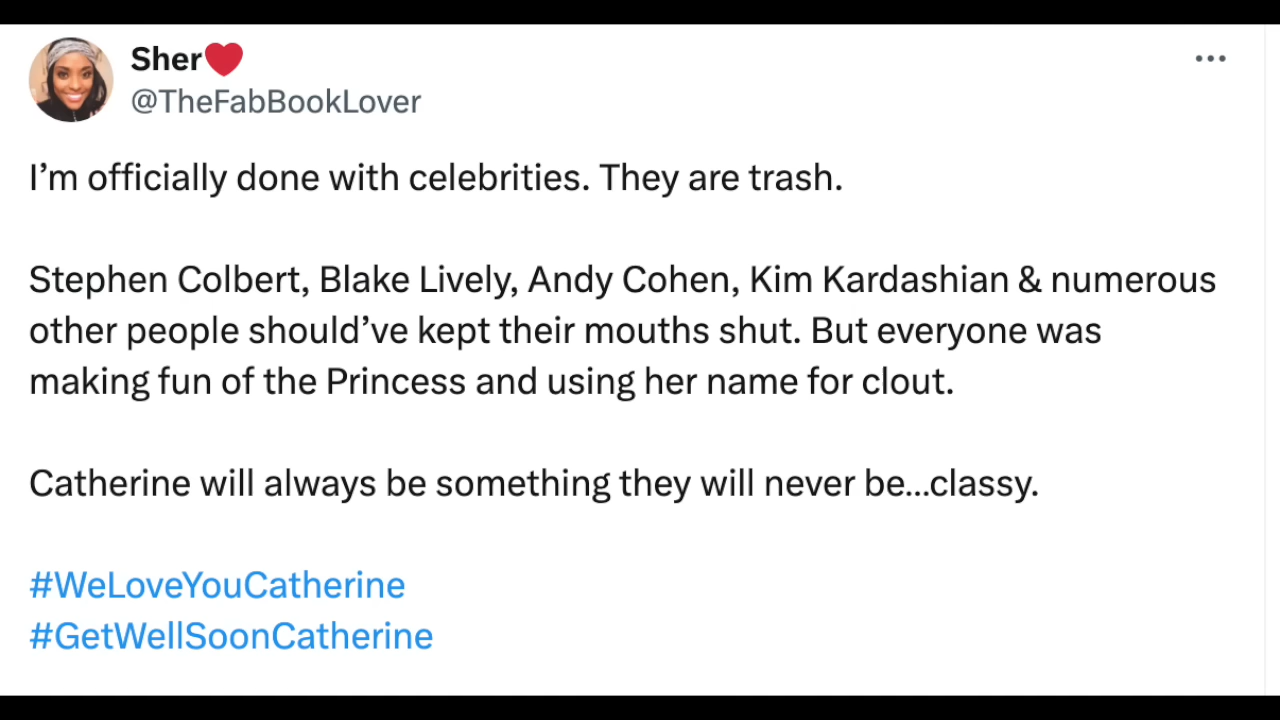 Sher❤️
@TheFabBookLover
I’m officially done with celebrities. They are trash.
Stephen Colbert, Blake Lively, Andy Cohen, Kim Kardashian & numerous
other people should’ve kept their mouths shut. But everyone was
making fun of the Princess and using her name for clout.
Catherine will always be something they will never be...classy.
#WeLoveYouCatherine
#GetWellSoonCatherine